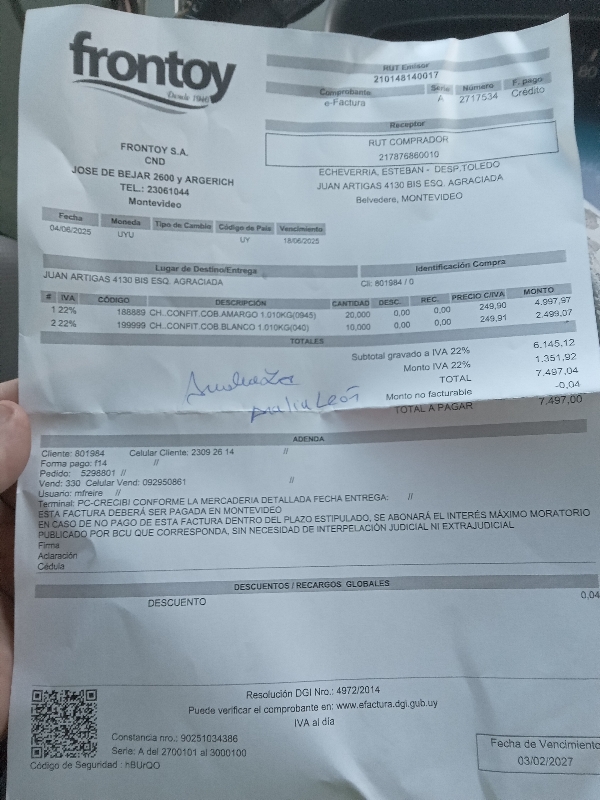 frontoy
Desde 1946
RUT Emisor
210148140017
Comprobante Serie Número F. pago
e-Factura A 2717534 Crédito
Receptor
RUT COMPRADOR
217876860010
FRONTOY S.A.
CND
JOSE DE BEJAR 2600 y ARGERICH
TEL.: 23061044
Montevideo
ECHEVERRIA, ESTEBAN - DESP.TOLEDO
JUAN ARTIGAS 4130 BIS ESQ. AGRACIADA
Belvedere, MONTEVIDEO
Fecha Moneda Tipo de Cambio Código de País Vencimiento
04/06/2025 UYU UY 18/06/2025
Lugar de Destino/Entrega Identificación Compra
JUAN ARTIGAS 4130 BIS ESQ. AGRACIADA Cli: 801984 / 0
# IVA CÓDIGO DESCRIPCIÓN CANTIDAD DESC. REC. PRECIO C/IVA MONTO
1 22% 188889 CH..CONFIT.COB.AMARGO 1.010KG(0945) 20,000 0,00 0,00 249,90 4.997,97
2 22% 199999 CH..CONFIT.COB.BLANCO 1.010KG(040) 10,000 0,00 0,00 249,91 2.499,07
TOTALES
Subtotal gravado a IVA 22% 6.145,12
Monto IVA 22% 1.351,92
TOTAL 7.497,04
Monto no facturable -0,04
TOTAL A PAGAR 7.497,00
León
ADENDA
Cliente: 801984 Celular Cliente: 2309 26 14 //
Forma pago: f14 //
Pedido: 5298801 //
Vend: 330 Celular Vend: 092950861 //
Usuario: mfreire //
Terminal: PC-CRECIBI CONFORME LA MERCADERIA DETALLADA FECHA ENTREGA: //
ESTA FACTURA DEBERÁ SER PAGADA EN MONTEVIDEO
EN CASO DE NO PAGO DE ESTA FACTURA DENTRO DEL PLAZO ESTIPULADO, SE ABONARÁ EL INTERÉS MÁXIMO MORATORIO
PUBLICADO POR BCU QUE CORRESPONDA, SIN NECESIDAD DE INTERPELACIÓN JUDICIAL NI EXTRAJUDICIAL
Firma
Aclaración
Cédula
DESCUENTOS / RECARGOS GLOBALES
DESCUENTO 0,04
Resolución DGI Nro.: 4972/2014
Puede verificar el comprobante en: www.efactura.dgi.gub.uy
IVA al día
Constancia nro.: 90251034386
Serie: A del 2700101 al 3000100
Código de Seguridad : hBUrQO
Fecha de Vencimiento
03/02/2027